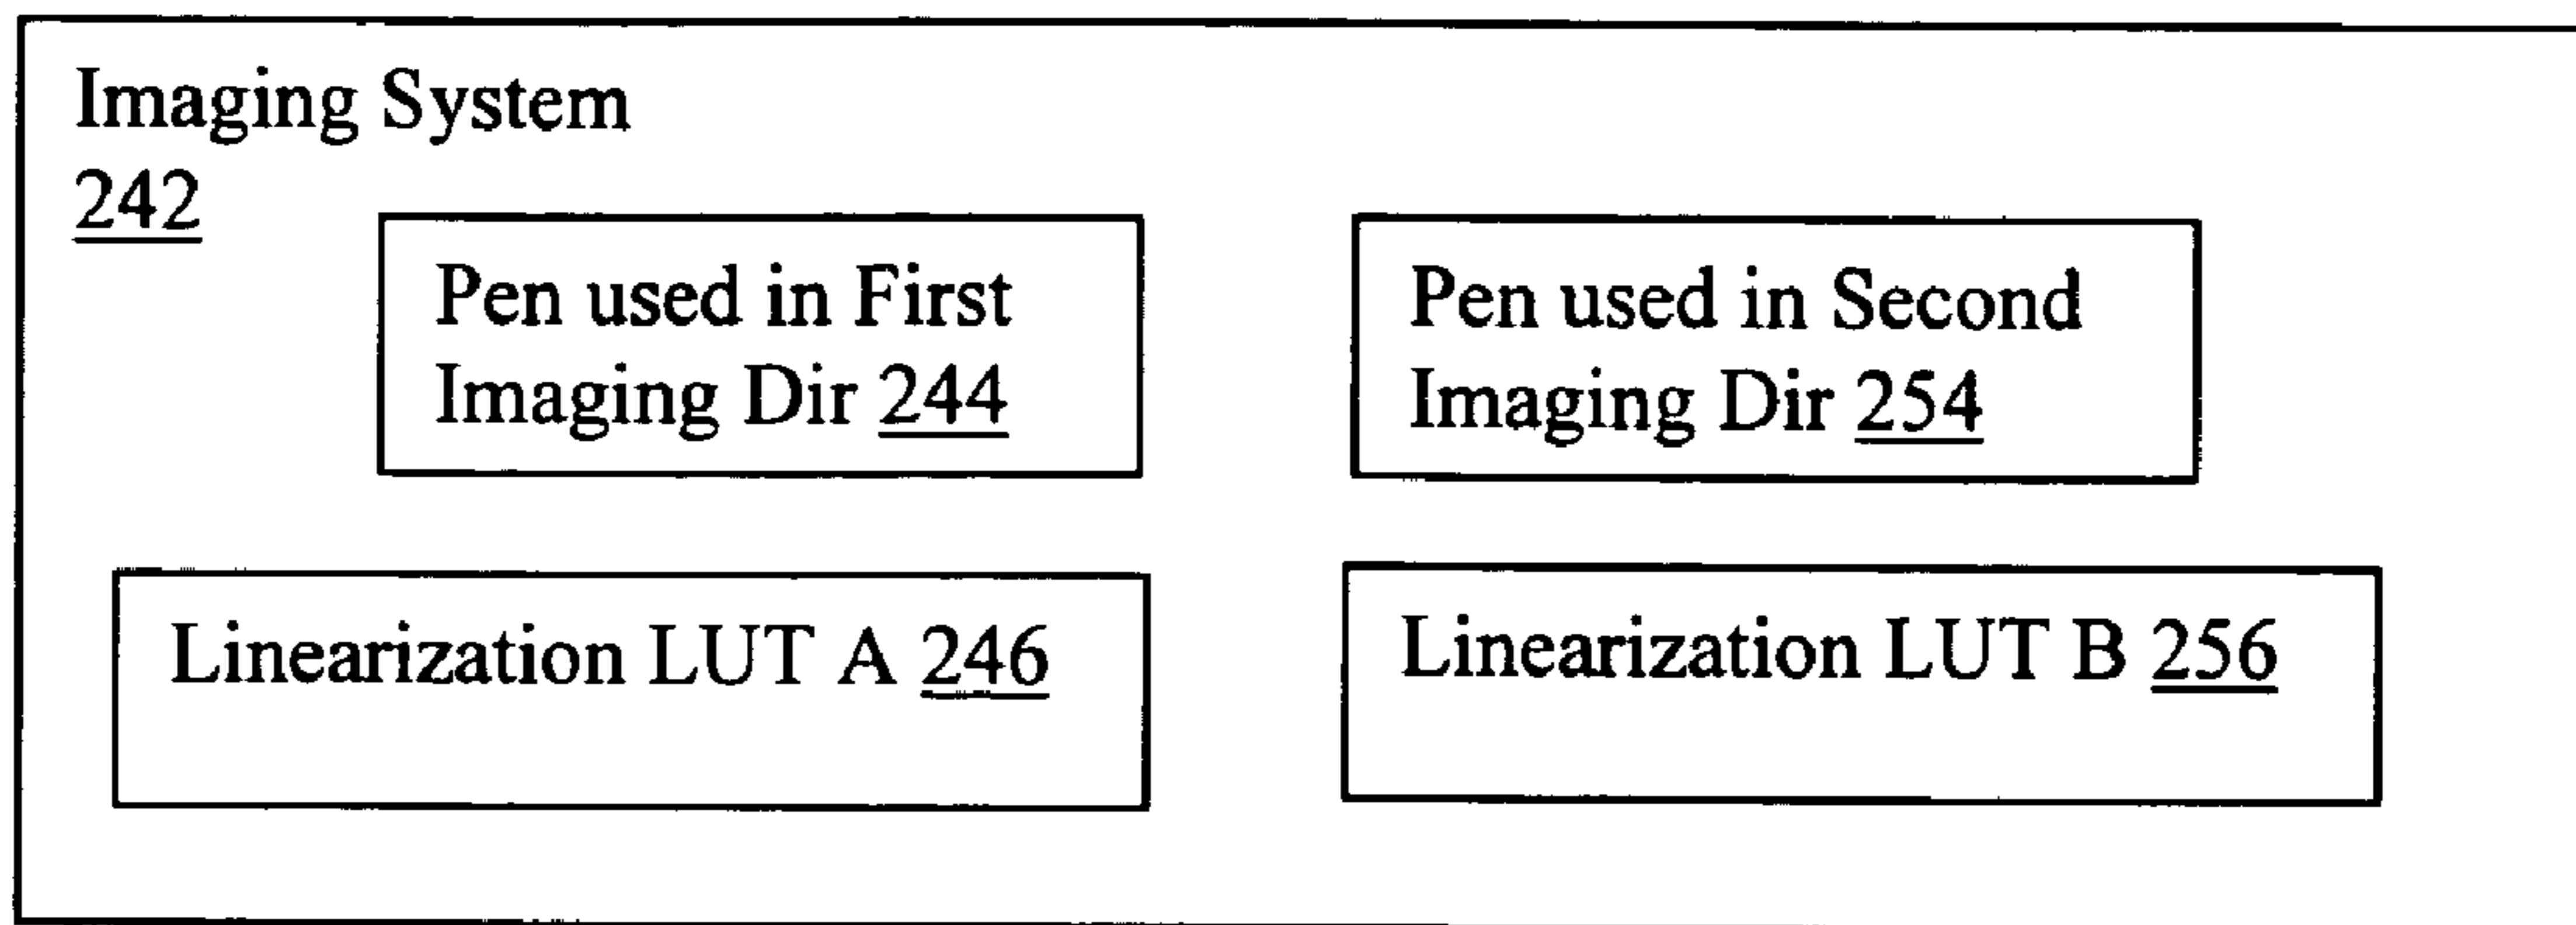 Imaging System
242
Pen used in First
Imaging Dir 244
Pen used in Second
Imaging Dir 254
Linearization LUT A 246
Linearization LUT B 256